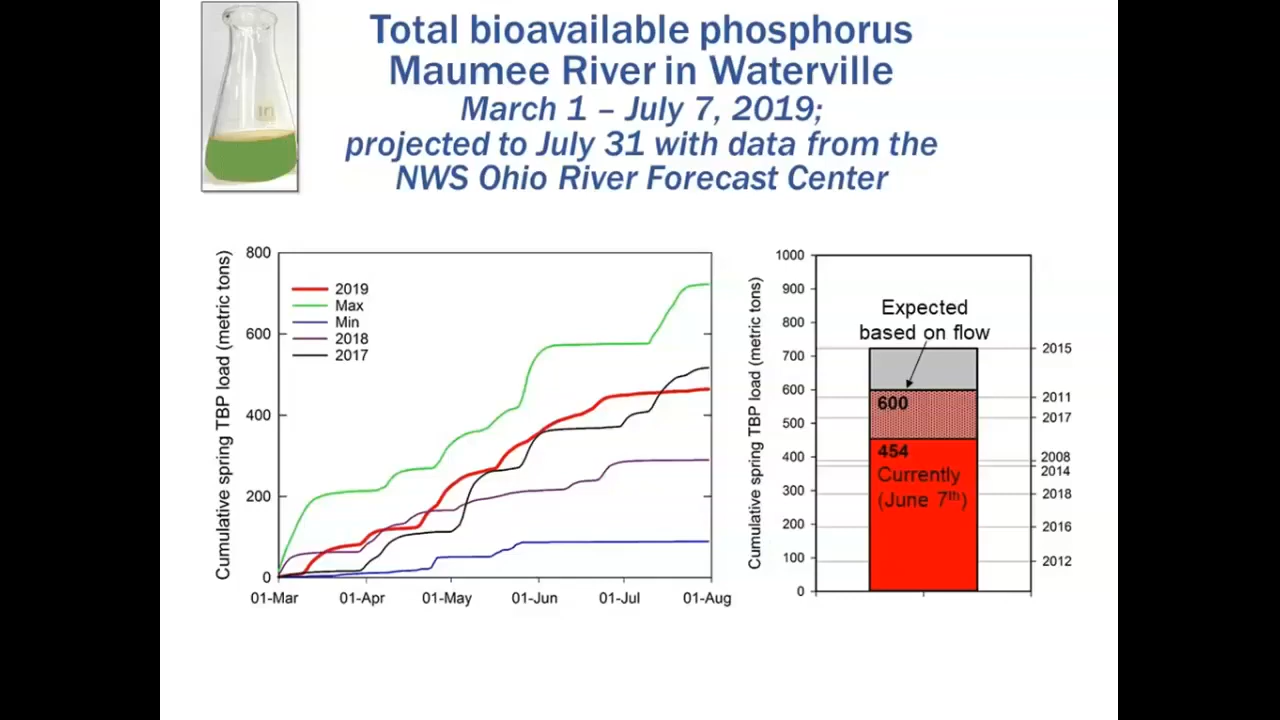 Total bioavailable phosphorus
Maumee River in Waterville
March 1 – July 7, 2019;
projected to July 31 with data from the
NWS Ohio River Forecast Center
Cumulative spring TBP load (metric tons)
800
600
400
200
0
2019
Max
Min
2018
2017
01-Mar
01-Apr
01-May
01-Jun
01-Jul
01-Aug
Cumulative spring TBP load (metric tons)
1000
900
800
700
600
500
400
300
200
100
0
Expected
based on flow
600
454
Currently
(June 7th)
2015
2011
2017
2008
2014
2018
2016
2012